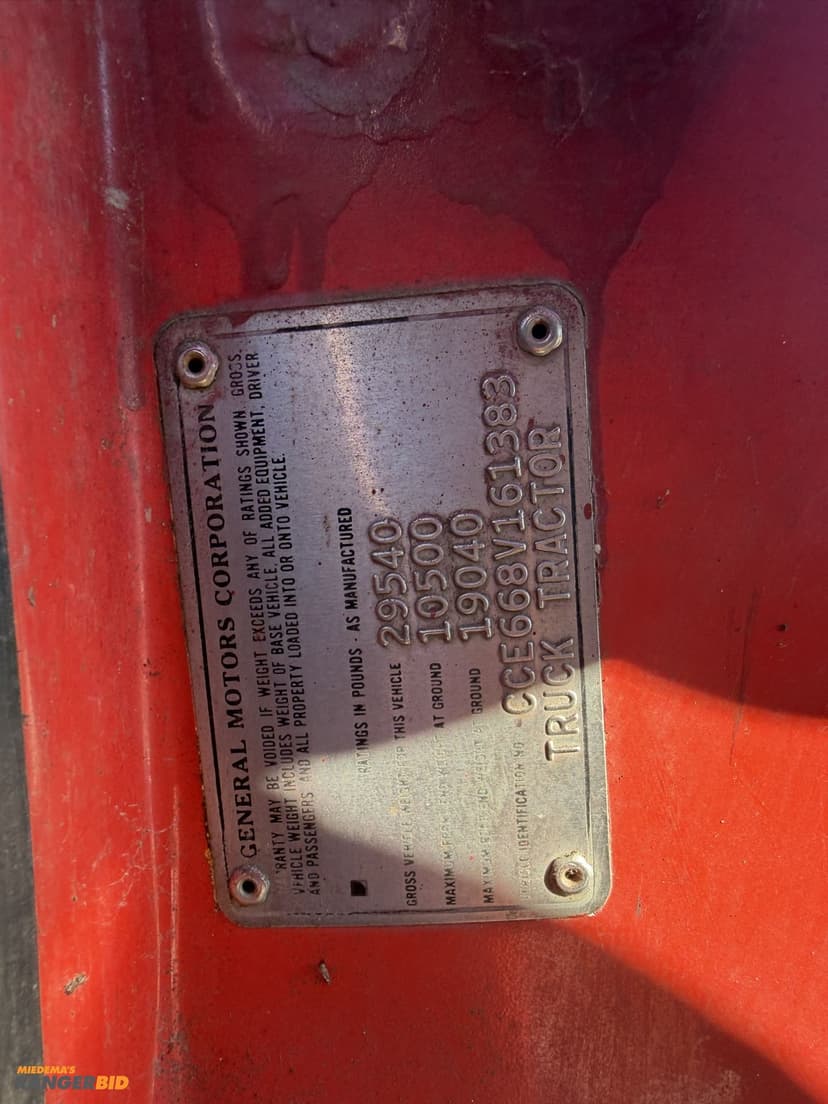 GENERAL MOTORS CORPORATION
RANTY MAY BE VOIDED IF WEIGHT EXCEEDS ANY OF RATINGS SHOWN. GROSS
VEHICLE WEIGHT INCLUDES WEIGHT OF BASE VEHICLE, ALL ADDED EQUIPMENT, DRIVER
AND PASSENGERS AND ALL PROPERTY LOADED INTO OR ONTO VEHICLE.
RATINGS IN POUNDS - AS MANUFACTURED
GROSS VEHICLE WEIGHT FOR THIS VEHICLE 29540
MAXIMUM FRONT END WEIGHT AT GROUND 10500
MAXIMUM REAR END WEIGHT AT GROUND 19040
VEHICLE IDENTIFICATION NO. CCE668V161383
TRUCK TRACTOR
MIEDEMA'S
RANGERBID